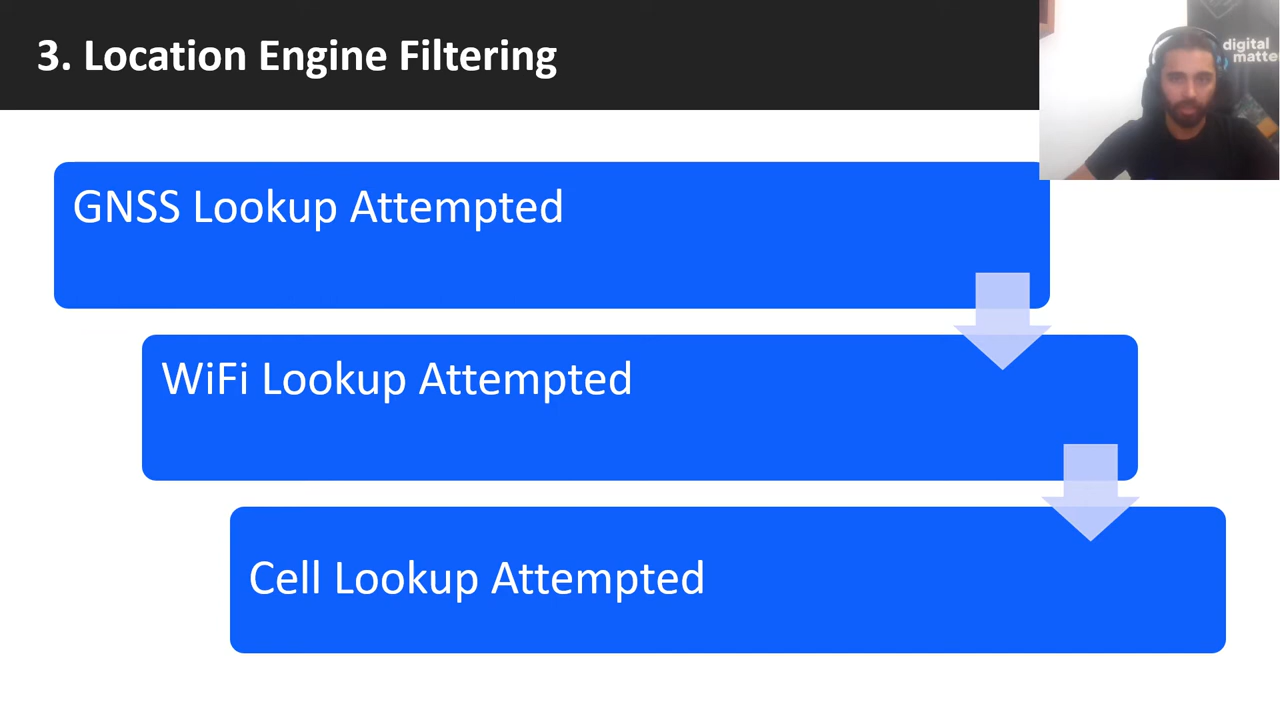 3. Location Engine Filtering
digital
matte
GNSS Lookup Attempted
WiFi Lookup Attempted
Cell Lookup Attempted